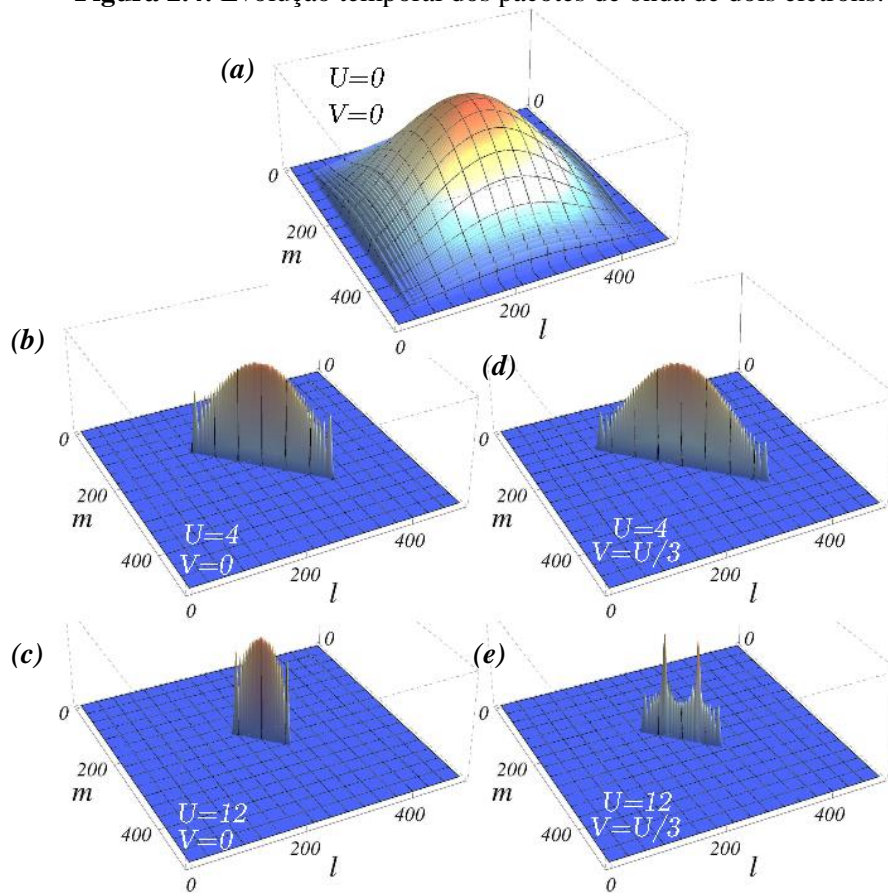 Figura 2.4: Evolução temporal dos pacotes de onda de dois elétrons.
(a)
U=0
V=0
0
0
200
m
400
400
200
l
0
(b)
0
0
200
m
400
U=4
V=0
400
200
l
0
(d)
0
0
200
m
400
U=4
V=U/3
400
200
l
0
(c)
0
0
200
m
400
U=12
V=0
400
200
l
0
(e)
0
0
200
m
400
U=12
V=U/3
400
200
l
0